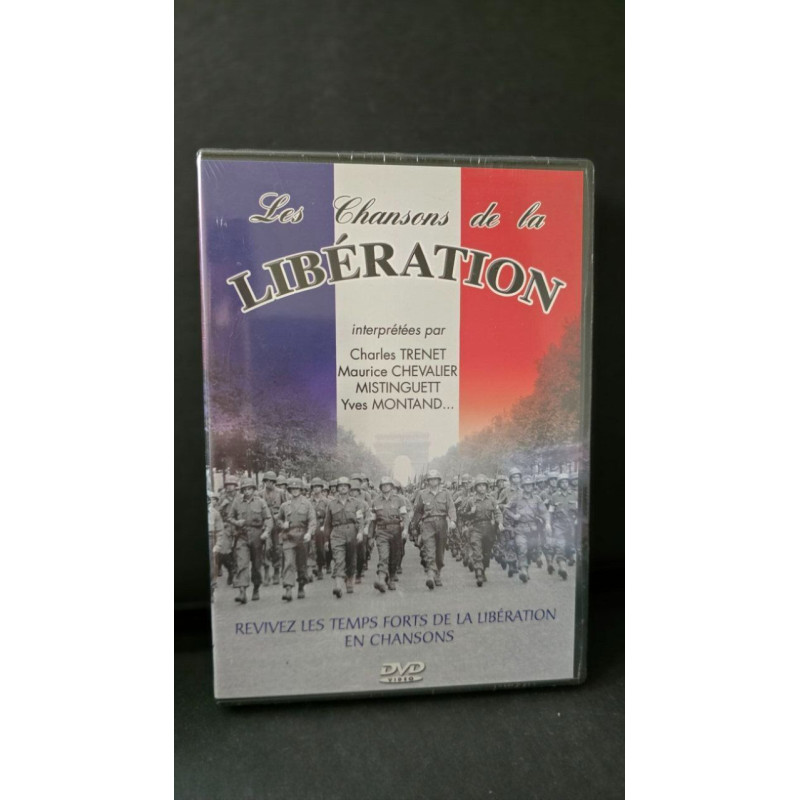 Les Chansons de la
LIBÉRATION
interprétées par
Charles TRENET
Maurice CHEVALIER
MISTINGUETT
Yves MONTAND...
REVIVEZ LES TEMPS FORTS DE LA LIBÉRATION
EN CHANSONS
DVD
VIDEO